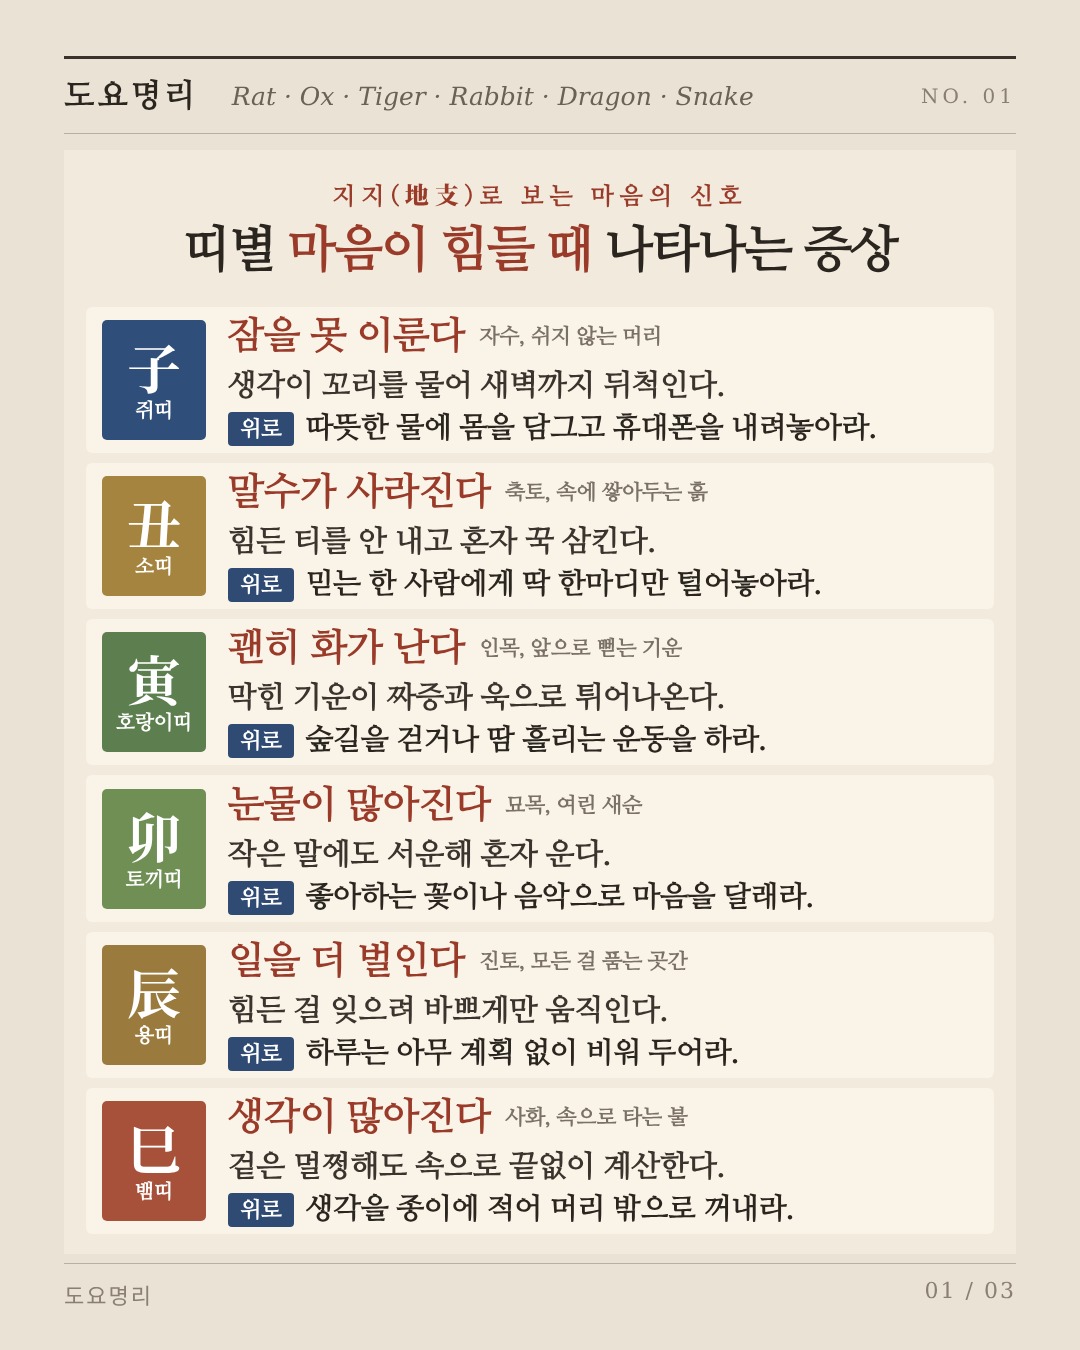 도요명리 Rat · Ox · Tiger · Rabbit · Dragon · Snake NO. 01
지지(地支)로 보는 마음의 신호
띠별 마음이 힘들 때 나타나는 증상
子
쥐띠
잠을 못 이룬다 자수, 쉬지 않는 머리
생각이 꼬리를 물어 새벽까지 뒤척인다.
위로 따뜻한 물에 몸을 담그고 휴대폰을 내려놓아라.
丑
소띠
말수가 사라진다 축토, 속에 쌓아두는 흙
힘든 티를 안 내고 혼자 꾹 삼킨다.
위로 믿는 한 사람에게 딱 한마디만 털어놓아라.
寅
호랑이띠
괜히 화가 난다 인목, 앞으로 뻗는 기운
막힌 기운이 짜증과 욱으로 튀어나온다.
위로 숲길을 걷거나 땀 흘리는 운동을 하라.
卯
토끼띠
눈물이 많아진다 묘목, 여린 새순
작은 말에도 서운해 혼자 운다.
위로 좋아하는 꽃이나 음악으로 마음을 달래라.
辰
용띠
일을 더 벌인다 진토, 모든 걸 품는 곳간
힘든 걸 잊으려 바쁘게만 움직인다.
위로 하루는 아무 계획 없이 비워 두어라.
巳
뱀띠
생각이 많아진다 사화, 속으로 타는 불
겉은 멀쩡해도 속으로 끝없이 계산한다.
위로 생각을 종이에 적어 머리 밖으로 꺼내라.
도요명리 01 / 03